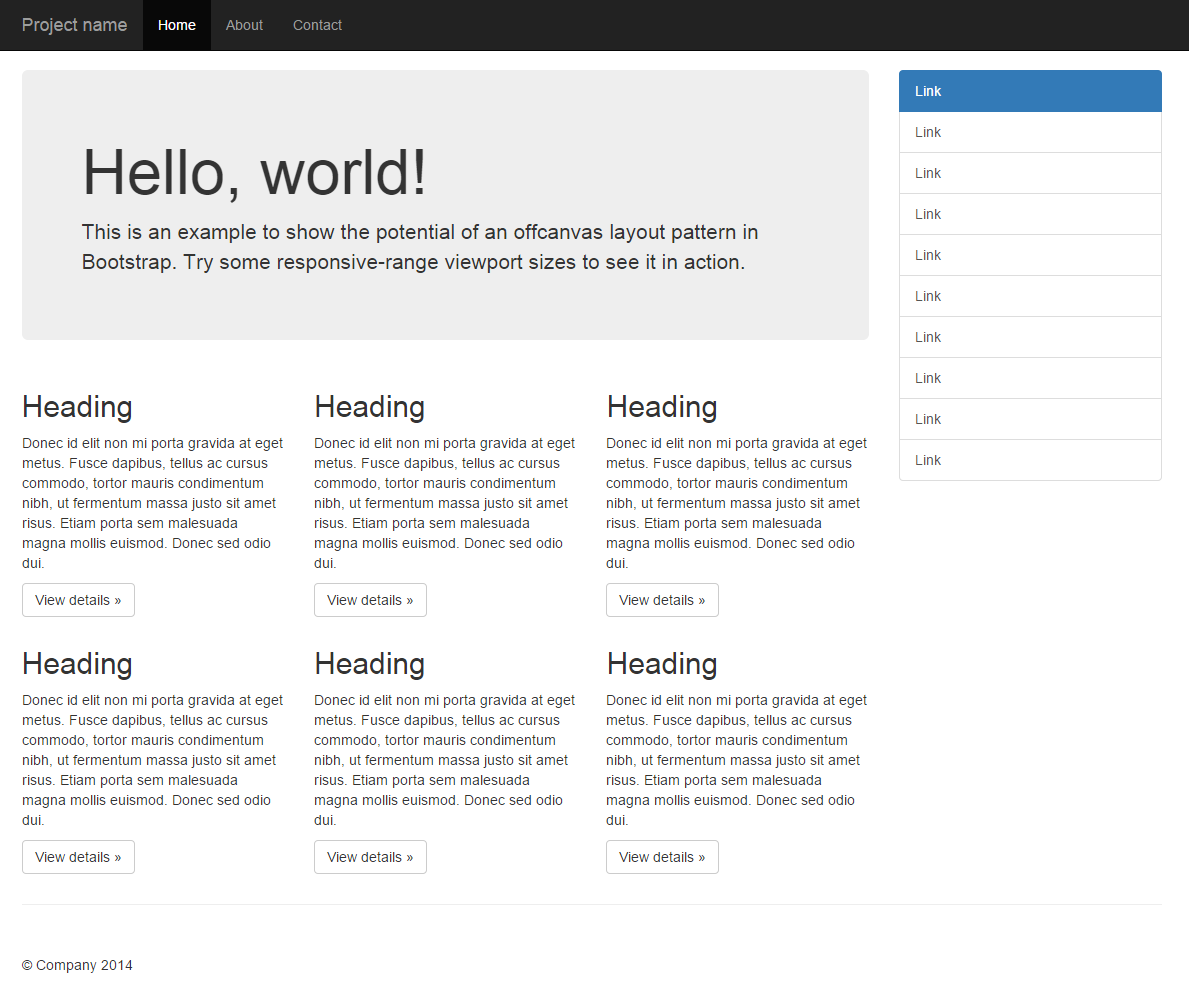 Project name Home About Contact
Hello, world!
This is an example to show the potential of an offcanvas layout pattern in
Bootstrap. Try some responsive-range viewport sizes to see it in action.
Heading
Donec id elit non mi porta gravida at eget
metus. Fusce dapibus, tellus ac cursus
commodo, tortor mauris condimentum
nibh, ut fermentum massa justo sit amet
risus. Etiam porta sem malesuada
magna mollis euismod. Donec sed odio
dui.
View details »
Heading
Donec id elit non mi porta gravida at eget
metus. Fusce dapibus, tellus ac cursus
commodo, tortor mauris condimentum
nibh, ut fermentum massa justo sit amet
risus. Etiam porta sem malesuada
magna mollis euismod. Donec sed odio
dui.
View details »
Heading
Donec id elit non mi porta gravida at eget
metus. Fusce dapibus, tellus ac cursus
commodo, tortor mauris condimentum
nibh, ut fermentum massa justo sit amet
risus. Etiam porta sem malesuada
magna mollis euismod. Donec sed odio
dui.
View details »
Heading
Donec id elit non mi porta gravida at eget
metus. Fusce dapibus, tellus ac cursus
commodo, tortor mauris condimentum
nibh, ut fermentum massa justo sit amet
risus. Etiam porta sem malesuada
magna mollis euismod. Donec sed odio
dui.
View details »
Heading
Donec id elit non mi porta gravida at eget
metus. Fusce dapibus, tellus ac cursus
commodo, tortor mauris condimentum
nibh, ut fermentum massa justo sit amet
risus. Etiam porta sem malesuada
magna mollis euismod. Donec sed odio
dui.
View details »
Heading
Donec id elit non mi porta gravida at eget
metus. Fusce dapibus, tellus ac cursus
commodo, tortor mauris condimentum
nibh, ut fermentum massa justo sit amet
risus. Etiam porta sem malesuada
magna mollis euismod. Donec sed odio
dui.
View details »
Link
Link
Link
Link
Link
Link
Link
Link
Link
Link
© Company 2014